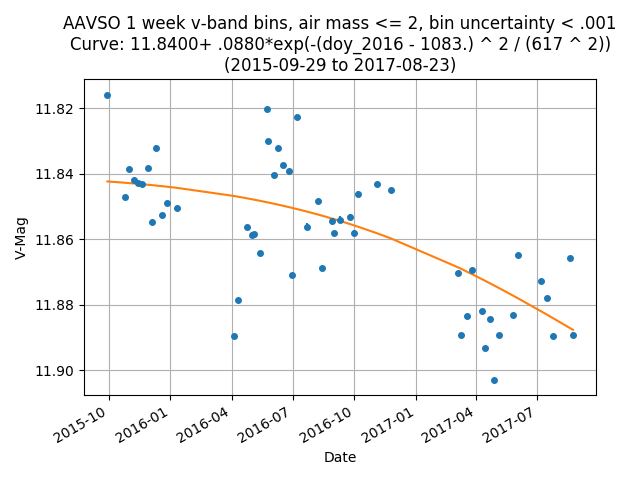 AAVSO 1 week v-band bins, air mass <= 2, bin uncertainty < .001
Curve: 11.8400+ .0880*exp(-(doy_2016 - 1083.) ^ 2 / (617 ^ 2))
(2015-09-29 to 2017-08-23)
11.82
11.84
11.86
11.88
11.90
V-Mag
2015-10
2016-01
2016-04
2016-07
2016-10
2017-01
2017-04
2017-07
Date